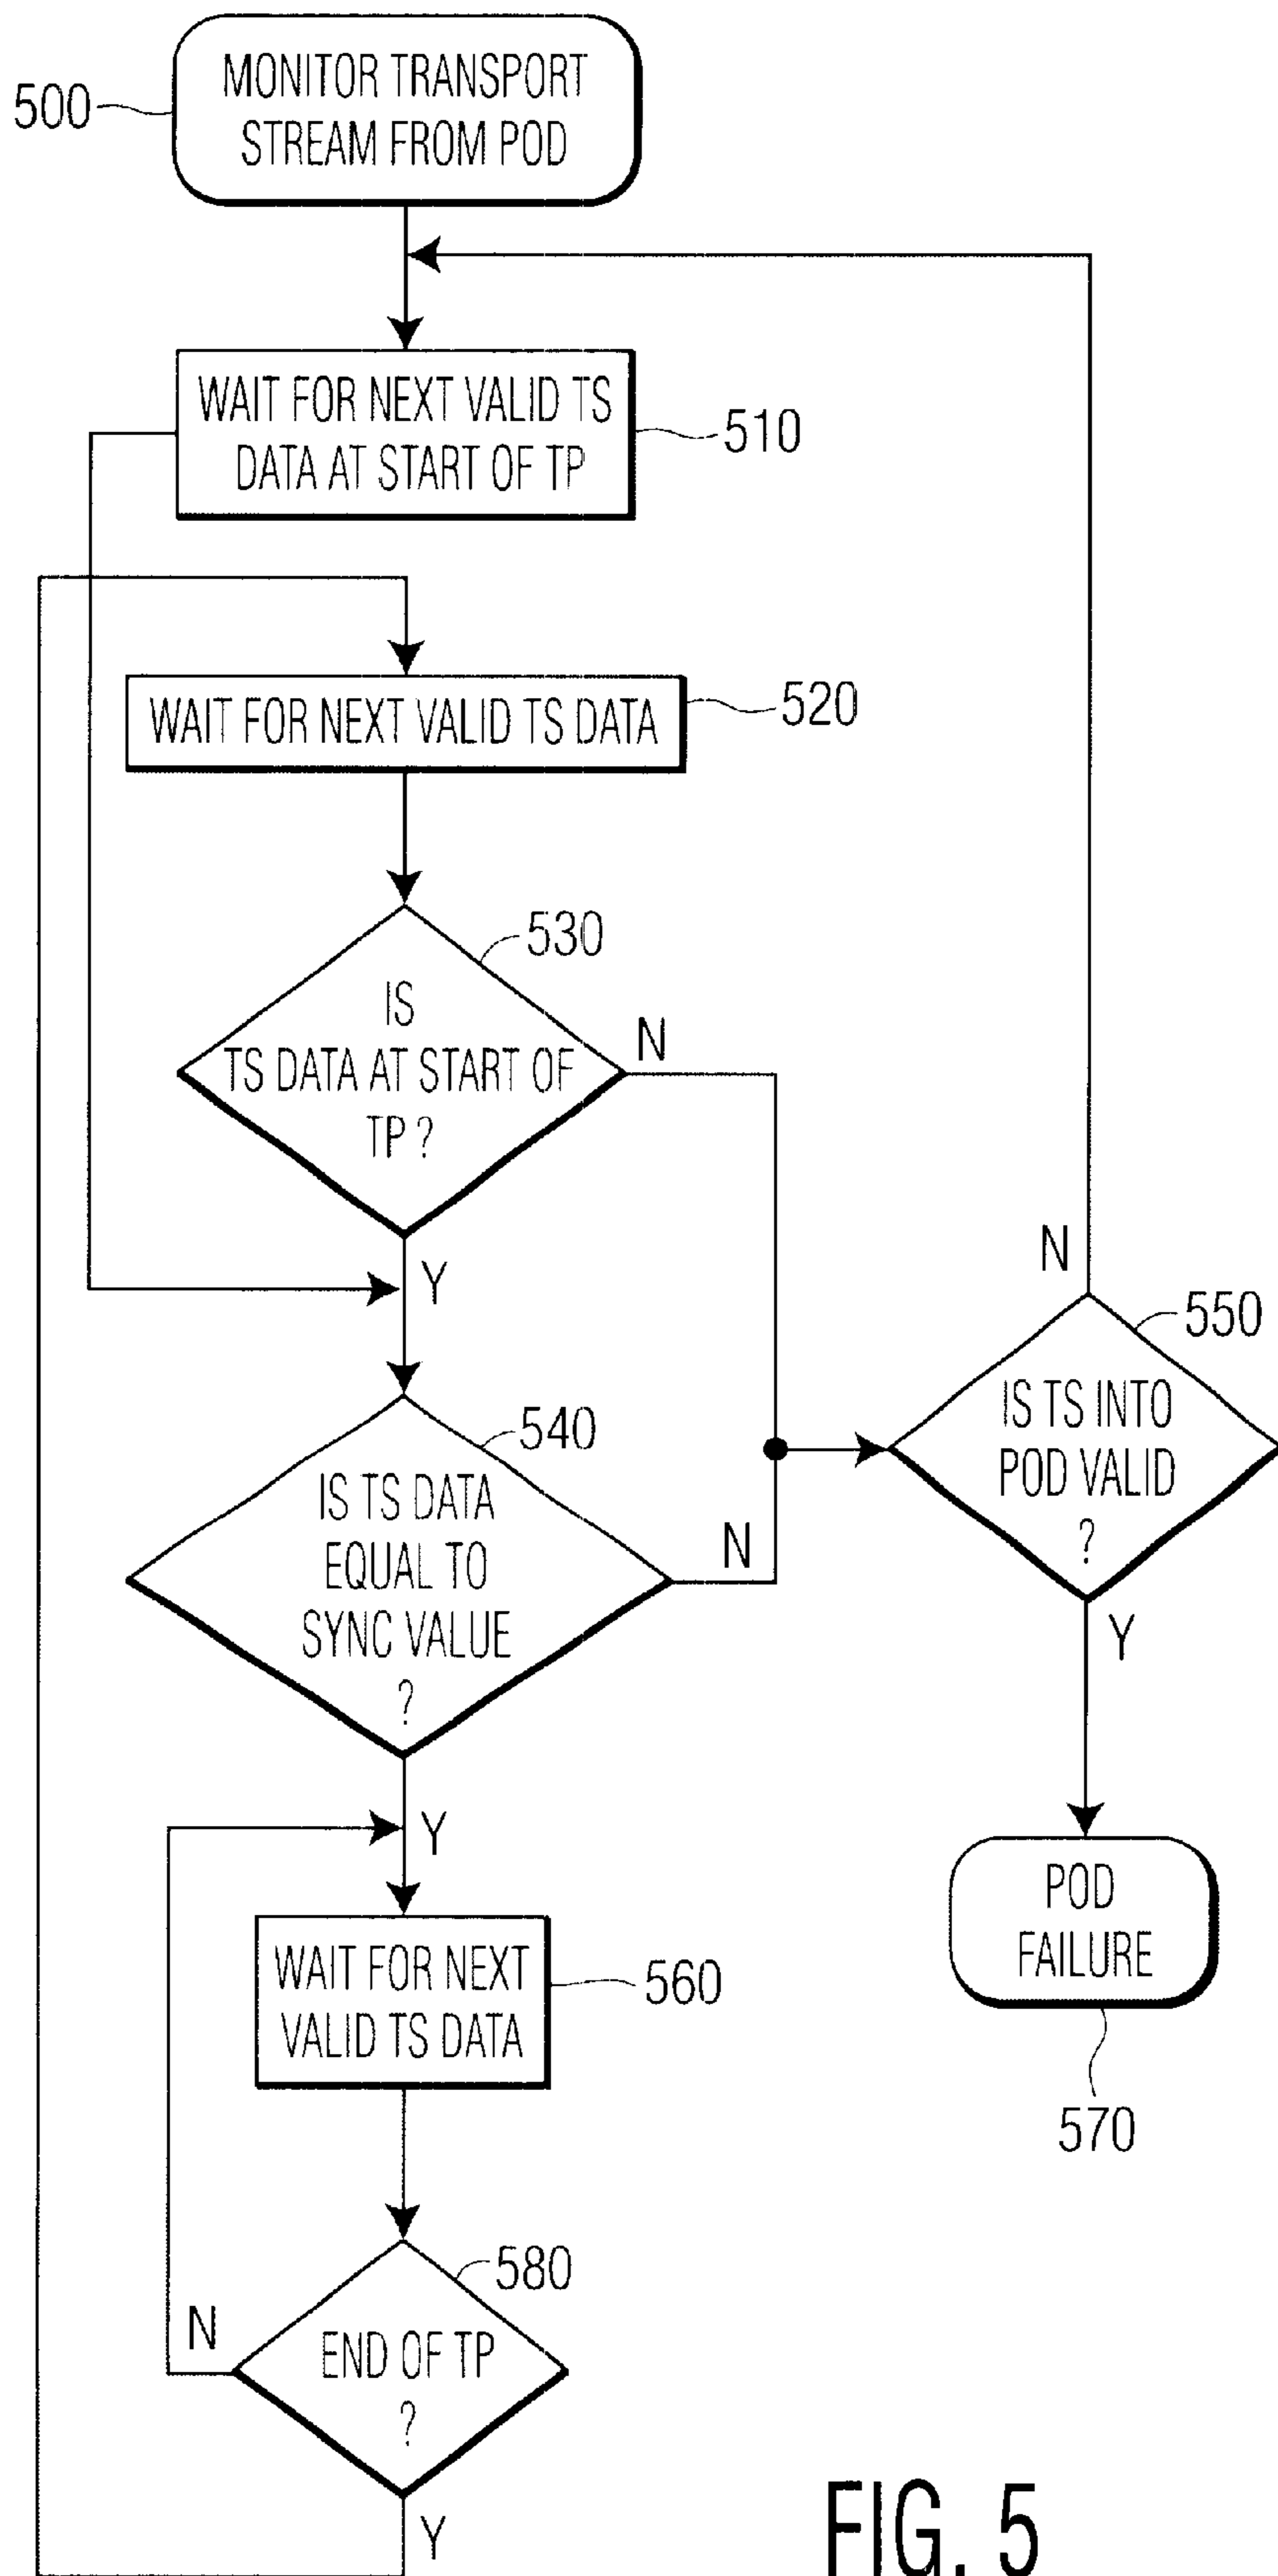 500
MONITOR TRANSPORT
STREAM FROM POD
WAIT FOR NEXT VALID TS
DATA AT START OF TP
510
WAIT FOR NEXT VALID TS DATA
520
530
IS
TS DATA AT START OF
TP?
N
Y
540
IS TS DATA
EQUAL TO
SYNC VALUE
?
N
Y
N
550
IS TS INTO
POD VALID
?
Y
POD
FAILURE
570
WAIT FOR NEXT
VALID TS DATA
560
580
END OF TP
?
N
Y
FIG. 5